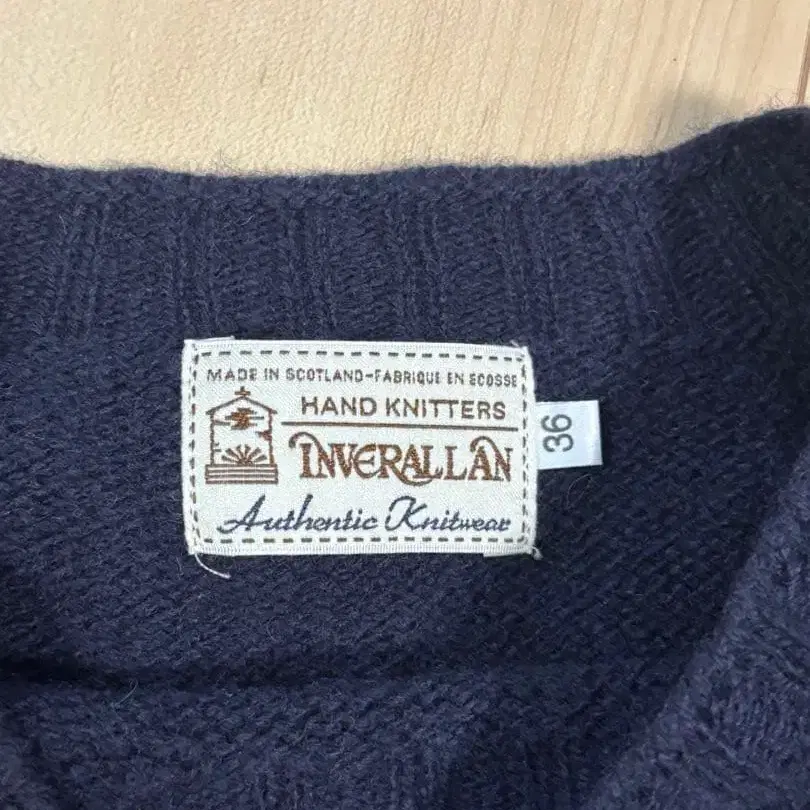 MADE IN SCOTLAND-FABRIQUE EN ECOSSE
HAND KNITTERS
INVERALLAN
Authentic Knitwear
36